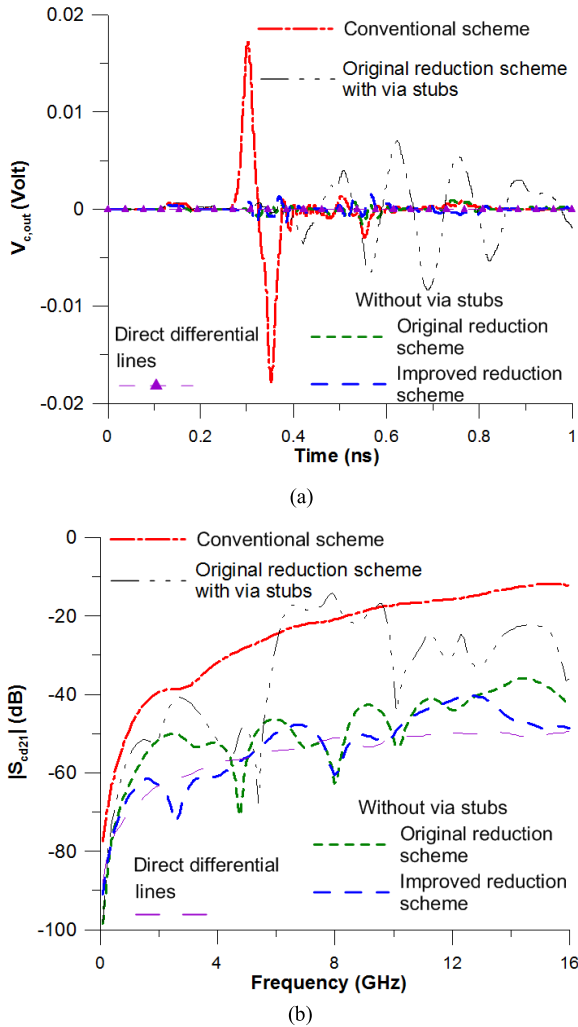 0.02
0.01
0
-0.01
-0.02
V_c,out (Volt)
Conventional scheme
Original reduction scheme
with via stubs
Without via stubs
Direct differential
lines
Original reduction
scheme
Improved reduction
scheme
0 0.2 0.4 0.6 0.8 1
Time (ns)
(a)
0
-20
-40
-60
-80
-100
|S_cd21| (dB)
Conventional scheme
Original reduction scheme
with via stubs
Without via stubs
Original reduction
scheme
Direct differential
lines
Improved reduction
scheme
0 4 8 12 16
Frequency (GHz)
(b)